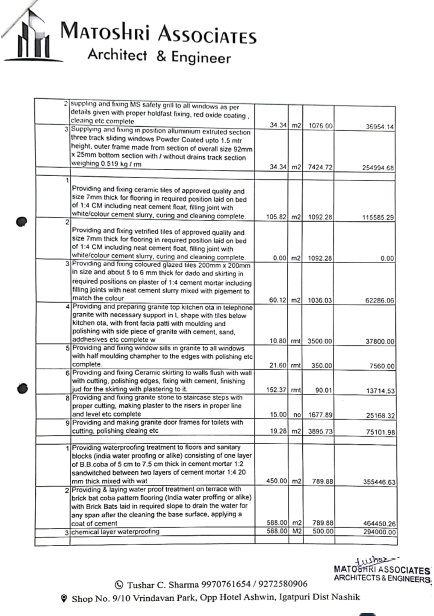 MATOSHRI ASSOCIATES
Architect & Engineer
2 suppling and fixing MS safety grill to all windows as per
details given with proper holdfast fixing, red oxide coating ,
cleaing etc complete. 34.34 m2 1076.00 36954.14
3 Supplying and fixing in position alluminium extruted section
three track sliding windows Powder Coated upto 1.5 mtr
height, outer frame made from section of overall size 92mm
x 25mm bottom section with / without drains track section
weighing 0.519 kg / rm 34.34 m2 7424.72 254994.68
1
Providing and fixing ceramic tiles of approved quality and
size 7mm thick for flooring in required position laid on bed
of 1:4 CM including neat cement float, filling joint with
white/colour cement slurry, curing and cleaning complete. 105.82 m2 1092.28 115585.29
2
Providing and fixing vetrified tiles of approved quality and
size 7mm thick for flooring in required position laid on bed
of 1:4 CM including neat cement float, filling joint with
white/colour cement slurry, curing and cleaning complete. 0.00 m2 1092.28 0.00
3 Providing and fixing coloured glazed tiles 200mm x 200mm
in size and about 5 to 6 mm thick for dado and skirting in
required positions on plaster of 1:4 cement mortar including
filling joints with neat cement slurry mixed with pigement to
match the colour 60.12 m2 1036.03 62286.06
4 Providing and preparing granite top kitchen ota in telephone
granite with necessary support in L shape with tiles below
kitchen ota, with front facia patti with moulding and
polishing with side piece of granite with cement, sand,
addhesives etc complete w 10.80 rmt 3500.00 37800.00
5 Providing and fixing window sills in granite to all windows
with half moulding champher to the edges with polishing etc
complete. 21.60 rmt 350.00 7560.00
6 Providing and fixing Ceramic skirting to walls flush with wall
with cutting, polishing edges, fixing with cement, finishing
jud for the skirting with plastering to it. 152.37 rmt 90.01 13714.53
8 Providing and fixing granite stone to staircase steps with
proper cutting, making plaster to the risers in proper line
and level etc complete 15.00 no 1677.89 25168.32
9 Providing and making granite door frames for toilets with
cutting, polishing cleaing etc 19.28 m2 3895.73 75101.98
1 Providing waterproofing treatment to floors and sanitary
blocks (india water proofing or alike) consisting of one layer
of B.B.coba of 5 cm to 7.5 cm thick in cement mortar 1:2
sandwitched between two layers of cement mortar 1:4 20
mm thick mixed with wat 450.00 m2 789.88 355446.63
2 Providing & laying water proof treatment on terrace with
brick bat coba pattern flooring (India water proffing or alike)
with Brick Bats laid in required slope to drain the water for
any span after the cleaning the base surface, applying a
coat of cement 588.00 m2 789.88 464450.26
3 chemical layer waterproofing 588.00 M2 500.00 294000.00
MATOSHRI ASSOCIATES
ARCHITECTS & ENGINEERS
Tushar C. Sharma 9970761654 / 9272580906
Shop No. 9/10 Vrindavan Park, Opp Hotel Ashwin, Igatpuri Dist Nashik